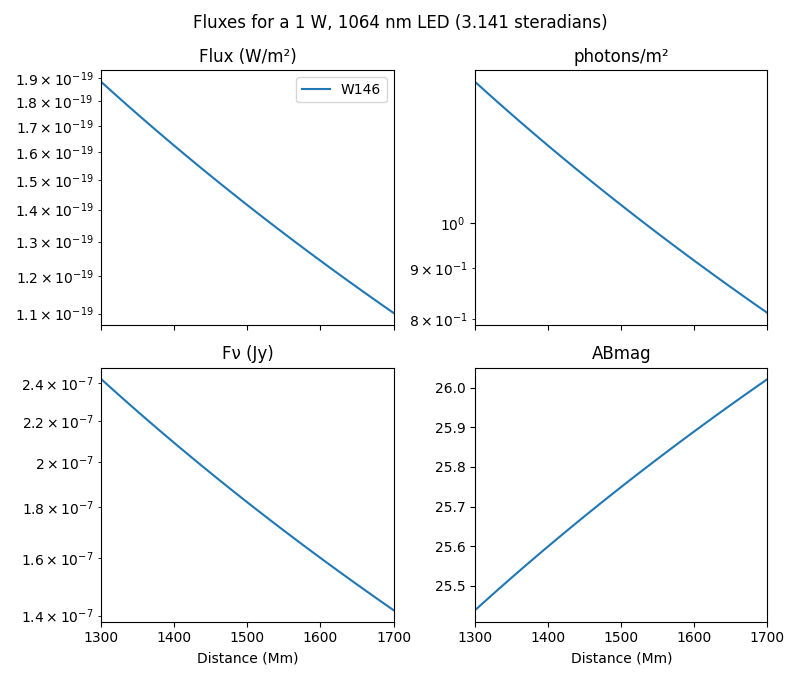 Fluxes for a 1 W, 1064 nm LED (3.141 steradians)
Flux (W/m²)
1.9 × 10⁻¹⁹
1.8 × 10⁻¹⁹
1.7 × 10⁻¹⁹
1.6 × 10⁻¹⁹
1.5 × 10⁻¹⁹
1.4 × 10⁻¹⁹
1.3 × 10⁻¹⁹
1.2 × 10⁻¹⁹
1.1 × 10⁻¹⁹
W146
photons/m²
10⁰
9 × 10⁻¹
8 × 10⁻¹
Fν (Jy)
2.4 × 10⁻⁷
2.2 × 10⁻⁷
2 × 10⁻⁷
1.8 × 10⁻⁷
1.6 × 10⁻⁷
1.4 × 10⁻⁷
1300 1400 1500 1600 1700
Distance (Mm)
ABmag
26.0
25.9
25.8
25.7
25.6
25.5
1300 1400 1500 1600 1700
Distance (Mm)